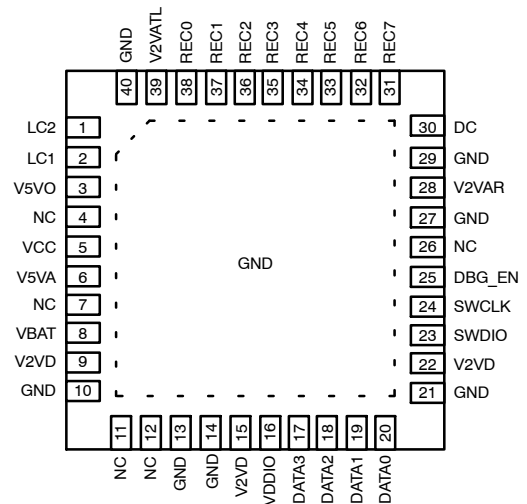 GND
V2VATL
REC0
REC1
REC2
REC3
REC4
REC5
REC6
REC7
40
39
38
37
36
35
34
33
32
31
LC2 1
LC1 2
V5VO 3
NC 4
VCC 5
V5VA 6
NC 7
VBAT 8
V2VD 9
GND 10
GND
30 DC
29 GND
28 V2VAR
27 GND
26 NC
25 DBG_EN
24 SWCLK
23 SWDIO
22 V2VD
21 GND
11
12
13
14
15
16
17
18
19
20
NC
NC
GND
GND
V2VD
VDDIO
DATA3
DATA2
DATA1
DATA0